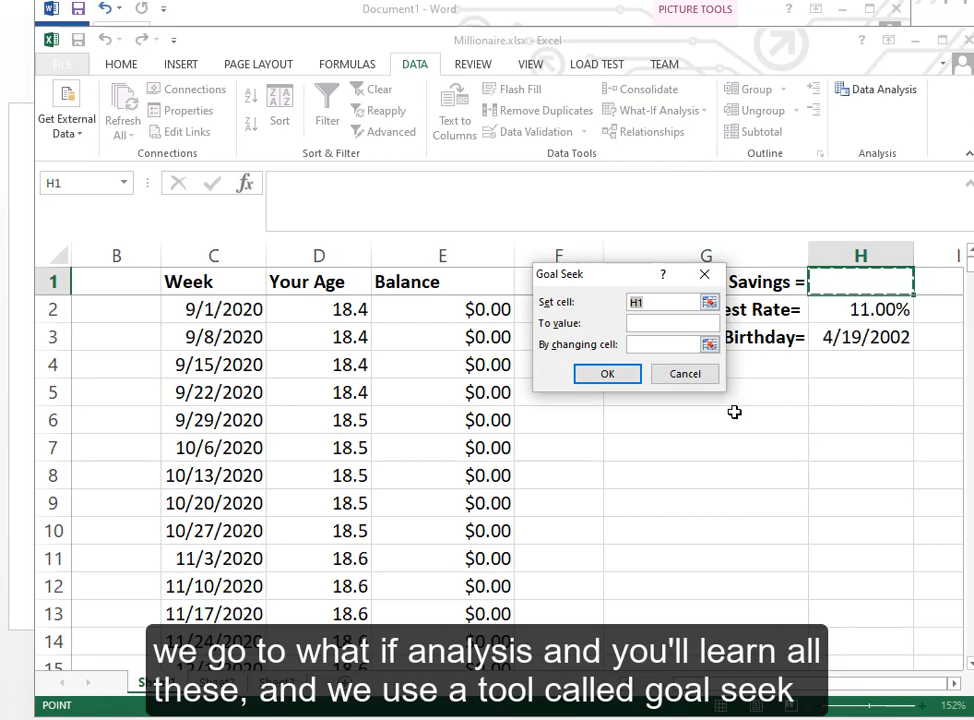 Document1 - Word
PICTURE TOOLS
Millionaire.xlsx - Excel
FILE HOME INSERT PAGE LAYOUT FORMULAS DATA REVIEW VIEW LOAD TEST TEAM
Get External Data
Refresh All
Connections
Properties
Edit Links
Connections
Sort
Filter
Clear
Reapply
Advanced
Sort & Filter
Text to Columns
Flash Fill
Remove Duplicates
Data Validation
Consolidate
What-If Analysis
Relationships
Data Tools
Group
Ungroup
Subtotal
Outline
Data Analysis
Analysis
H1 fx
B C D E F G H I
1 Week Your Age Balance Savings =
2 9/1/2020 18.4 $0.00 est Rate= 11.00%
3 9/8/2020 18.4 $0.00 Birthday= 4/19/2002
4 9/15/2020 18.4 $0.00
5 9/22/2020 18.4 $0.00
6 9/29/2020 18.5 $0.00
7 10/6/2020 18.5 $0.00
8 10/13/2020 18.5 $0.00
9 10/20/2020 18.5 $0.00
10 10/27/2020 18.5 $0.00
11 11/3/2020 18.6 $0.00
12 11/10/2020 18.6 $0.00
13 11/17/2020 18.6 $0.00
14 11/24/2020 18.6 $0.00
15
Goal Seek ?
Set cell: H1
To value:
By changing cell:
OK Cancel
we go to what if analysis and you'll learn all
these, and we use a tool called goal seek
POINT 152%